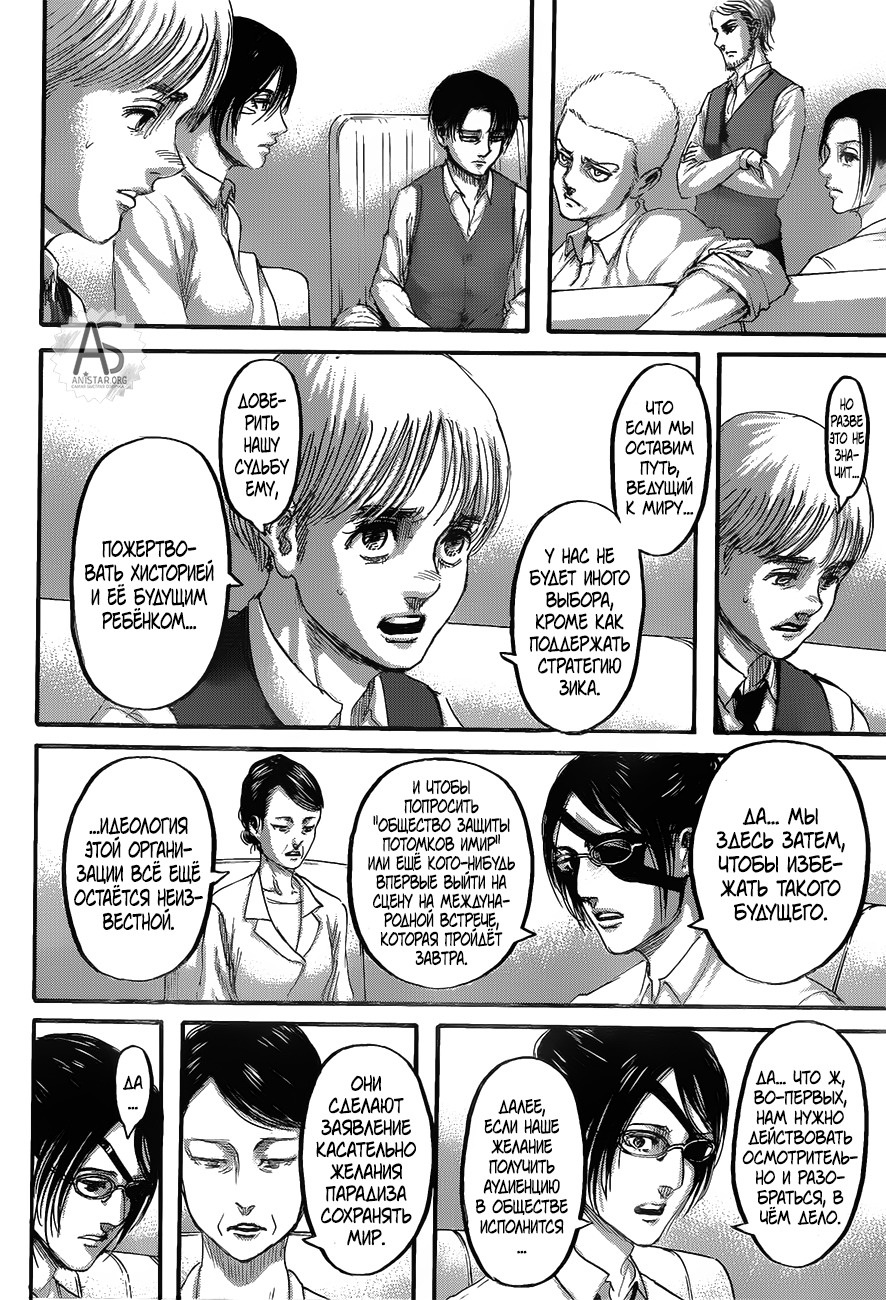 AS
ANISTAR.ORG
НО
РАЗВЕ
ЭТО НЕ
ЗНА-
ЧИТ...
ЧТО
ЕСЛИ МЫ
ОСТАВИМ
ПУТЬ,
ВЕДУЩИЙ
К МИРУ...
У НАС НЕ
БУДЕТ ИНОГО
ВЫБОРА,
КРОМЕ КАК
ПОДДЕРЖАТЬ
СТРАТЕГИЮ
ЗИКА.
ДОВЕ-
РИТЬ
НАШУ
СУДЬБУ
ЕМУ,
ПОЖЕРТВО-
ВАТЬ ХИСТОРИЕЙ
И ЕЁ БУДУЩИМ
РЕБЁНКОМ...
ДА... МЫ
ЗДЕСЬ ЗАТЕМ,
ЧТОБЫ ИЗБЕ-
ЖАТЬ ТАКОГО
БУДУЩЕГО.
И ЧТОБЫ
ПОПРОСИТЬ
"ОБЩЕСТВО ЗАЩИТЫ
ПОТОМКОВ ИМИР"
ИЛИ ЕЩЁ КОГО-НИБУДЬ
ВПЕРВЫЕ ВЫЙТИ НА
СЦЕНУ НА МЕЖДУНА-
РОДНОЙ ВСТРЕЧЕ,
КОТОРАЯ ПРОЙДЁТ
ЗАВТРА.
...ИДЕОЛОГИЯ
ЭТОЙ ОРГАНИ-
ЗАЦИИ ВСЁ ЕЩЁ
ОСТАЁТСЯ НЕИЗ-
ВЕСТНОЙ.
ДА... ЧТО Ж,
ВО-ПЕРВЫХ,
НАМ НУЖНО
ДЕЙСТВОВАТЬ
ОСМОТРИТЕЛЬ-
НО И РАЗО-
БРАТЬСЯ, В
ЧЁМ ДЕЛО.
ДАЛЕЕ,
ЕСЛИ НАШЕ
ЖЕЛАНИЕ
ПОЛУЧИТЬ
АУДИЕНЦИЮ
В ОБЩЕСТВЕ
ИСПОЛНИТСЯ
...
ОНИ
СДЕЛАЮТ
ЗАЯВЛЕНИЕ
КАСАТЕЛЬНО
ЖЕЛАНИЯ
ПАРАДИЗА
СОХРАНЯТЬ
МИР.
ДА
...